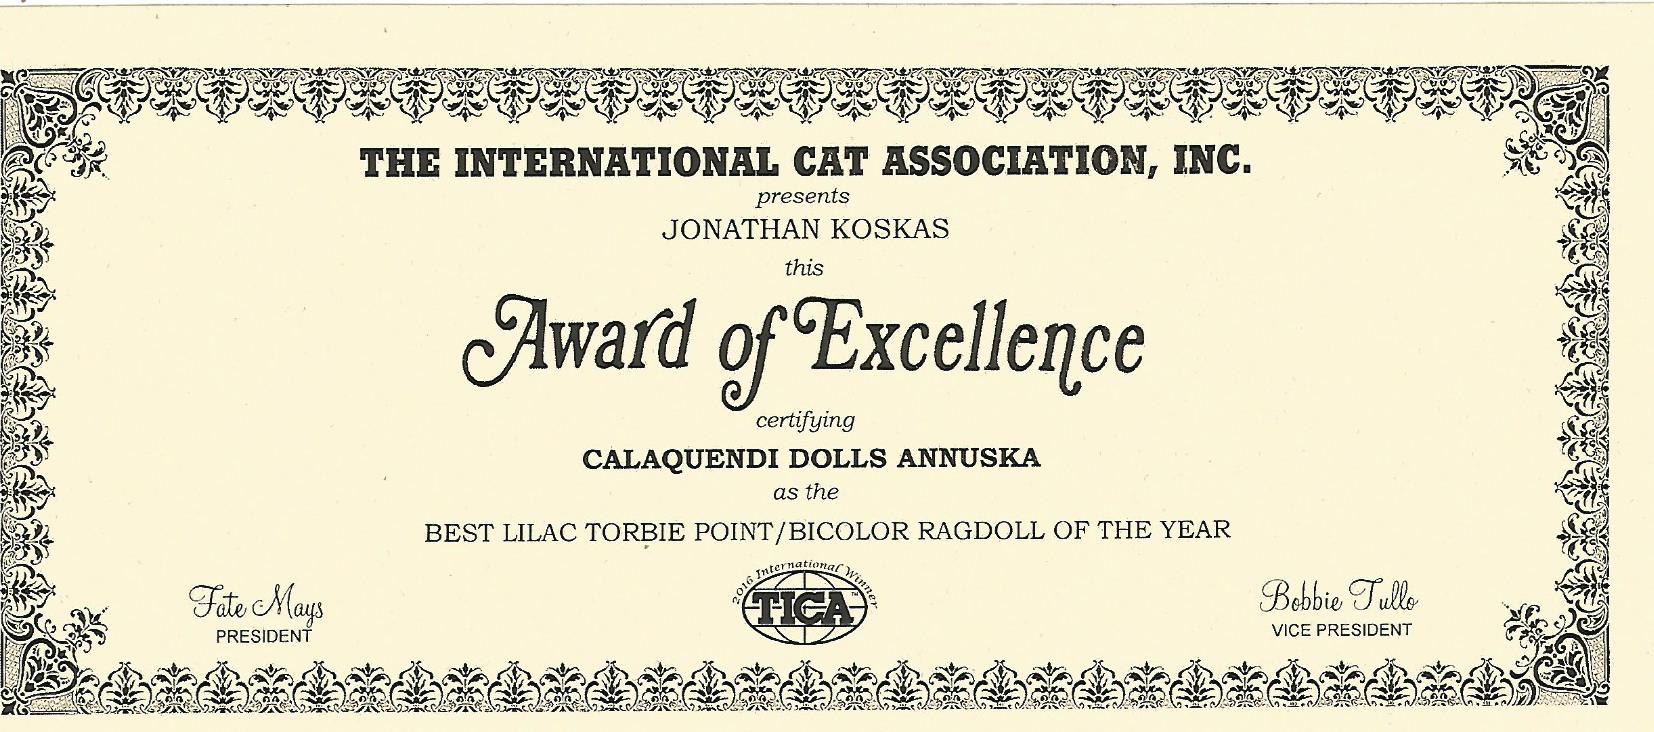 THE INTERNATIONAL CAT ASSOCIATION, INC.
presents
JONATHAN KOSKAS
this
Award of Excellence
certifying
CALAQUENDI DOLLS ANNUSKA
as the
BEST LILAC TORBIE POINT/BICOLOR RAGDOLL OF THE YEAR
2016 International Winner
TICA™
Fate Mays
PRESIDENT
Bobbie Tullo
VICE PRESIDENT